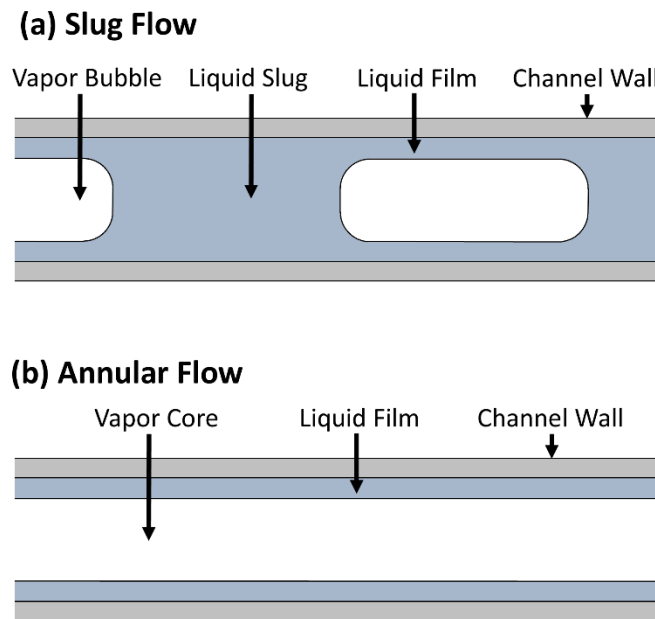 (a) Slug Flow
Vapor Bubble Liquid Slug Liquid Film Channel Wall
(b) Annular Flow
Vapor Core Liquid Film Channel Wall